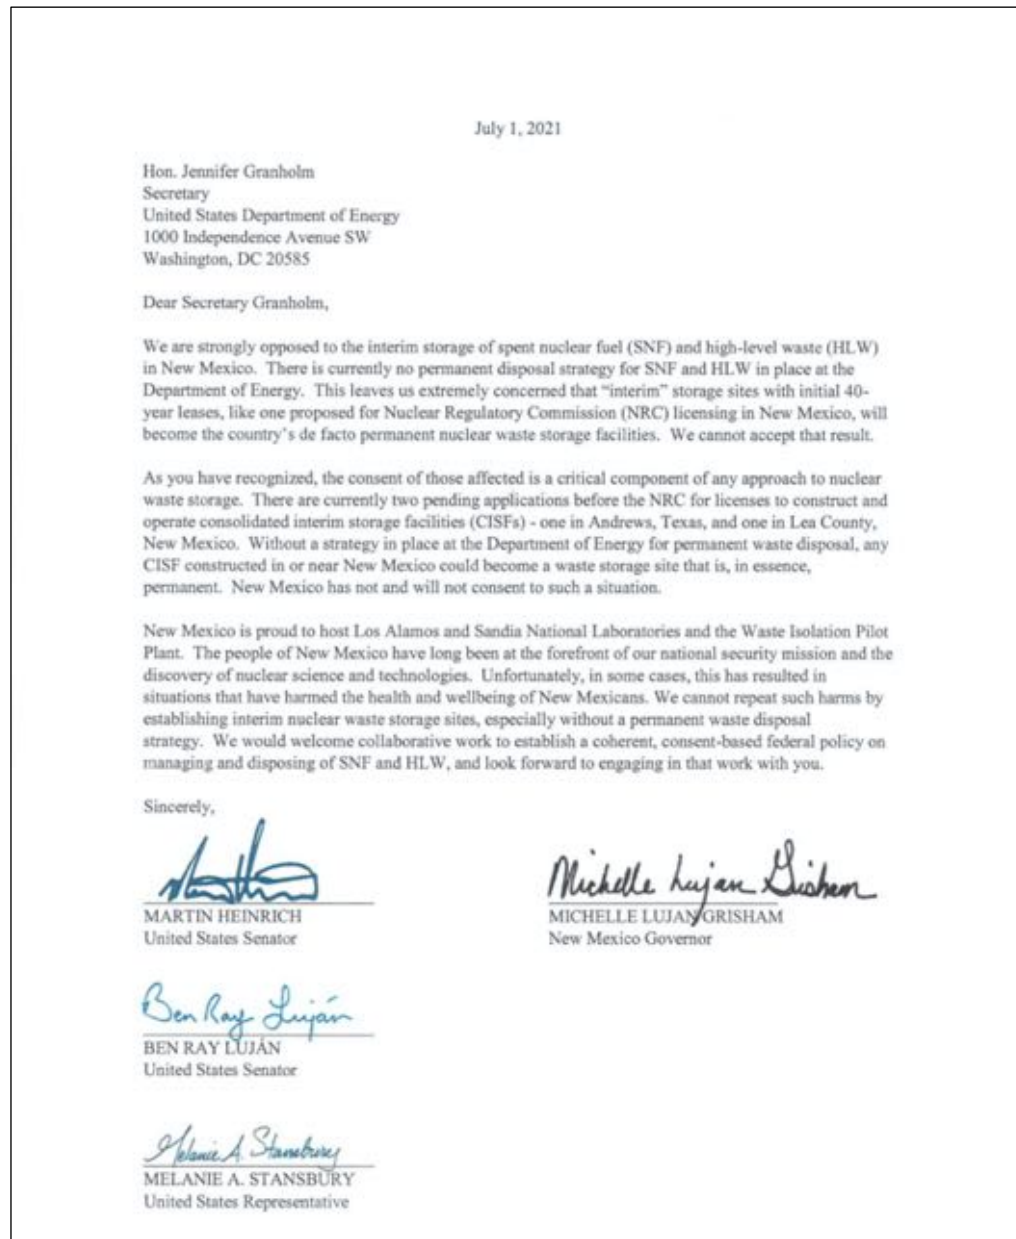 July 1, 2021
Hon. Jennifer Granholm
Secretary
United States Department of Energy
1000 Independence Avenue SW
Washington, DC 20585
Dear Secretary Granholm,
We are strongly opposed to the interim storage of spent nuclear fuel (SNF) and high-level waste (HLW)
in New Mexico. There is currently no permanent disposal strategy for SNF and HLW in place at the
Department of Energy. This leaves us extremely concerned that “interim” storage sites with initial 40-
year leases, like one proposed for Nuclear Regulatory Commission (NRC) licensing in New Mexico, will
become the country’s de facto permanent nuclear waste storage facilities. We cannot accept that result.
As you have recognized, the consent of those affected is a critical component of any approach to nuclear
waste storage. There are currently two pending applications before the NRC for licenses to construct and
operate consolidated interim storage facilities (CISFs) - one in Andrews, Texas, and one in Lea County,
New Mexico. Without a strategy in place at the Department of Energy for permanent waste disposal, any
CISF constructed in or near New Mexico could become a waste storage site that is, in essence,
permanent. New Mexico has not and will not consent to such a situation.
New Mexico is proud to host Los Alamos and Sandia National Laboratories and the Waste Isolation Pilot
Plant. The people of New Mexico have long been at the forefront of our national security mission and the
discovery of nuclear science and technologies. Unfortunately, in some cases, this has resulted in
situations that have harmed the health and wellbeing of New Mexicans. We cannot repeat such harms by
establishing interim nuclear waste storage sites, especially without a permanent waste disposal
strategy. We would welcome collaborative work to establish a coherent, consent-based federal policy on
managing and disposing of SNF and HLW, and look forward to engaging in that work with you.
Sincerely,
MARTIN HEINRICH
United States Senator
Michelle Lujan Grisham
MICHELLE LUJAN GRISHAM
New Mexico Governor
Ben Ray Luján
BEN RAY LUJÁN
United States Senator
Melanie A. Stansbury
MELANIE A. STANSBURY
United States Representative